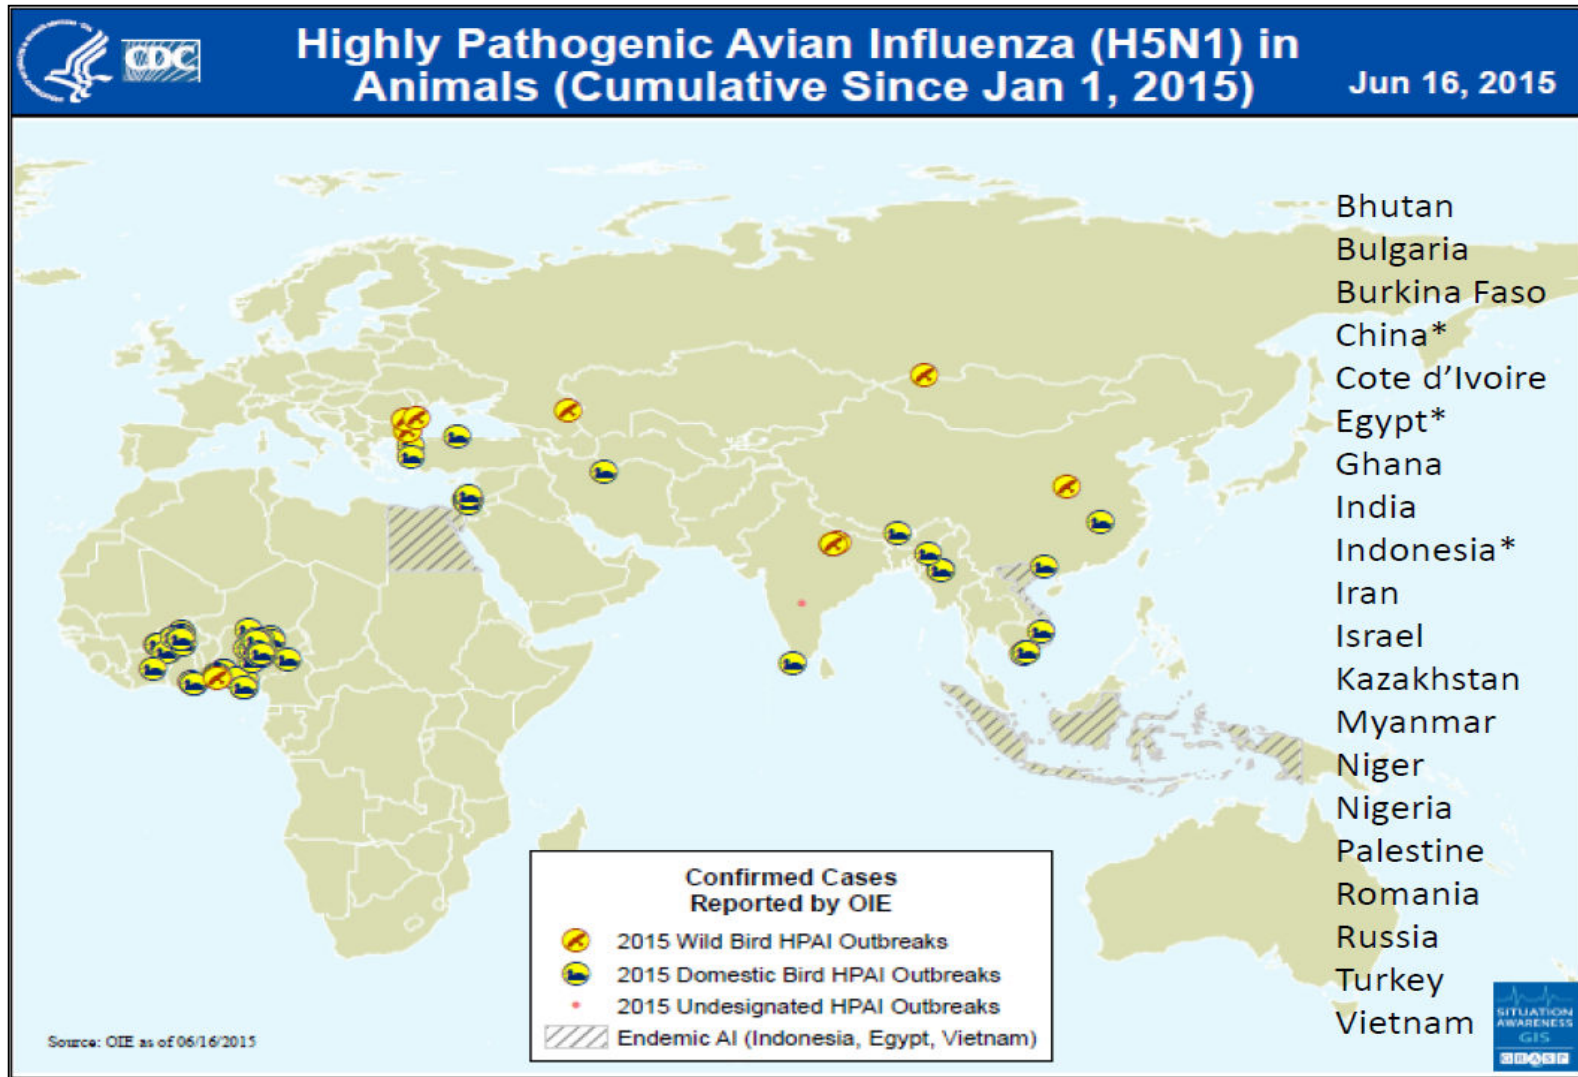 CDC
Highly Pathogenic Avian Influenza (H5N1) in
Animals (Cumulative Since Jan 1, 2015)
Jun 16, 2015
Bhutan
Bulgaria
Burkina Faso
China*
Cote d’Ivoire
Egypt*
Ghana
India
Indonesia*
Iran
Israel
Kazakhstan
Myanmar
Niger
Nigeria
Palestine
Romania
Russia
Turkey
Vietnam
Confirmed Cases
Reported by OIE
2015 Wild Bird HPAI Outbreaks
2015 Domestic Bird HPAI Outbreaks
2015 Undesignated HPAI Outbreaks
Endemic AI (Indonesia, Egypt, Vietnam)
Source: OIE as of 06/16/2015
SITUATION
AWARENESS
GIS
GRASP